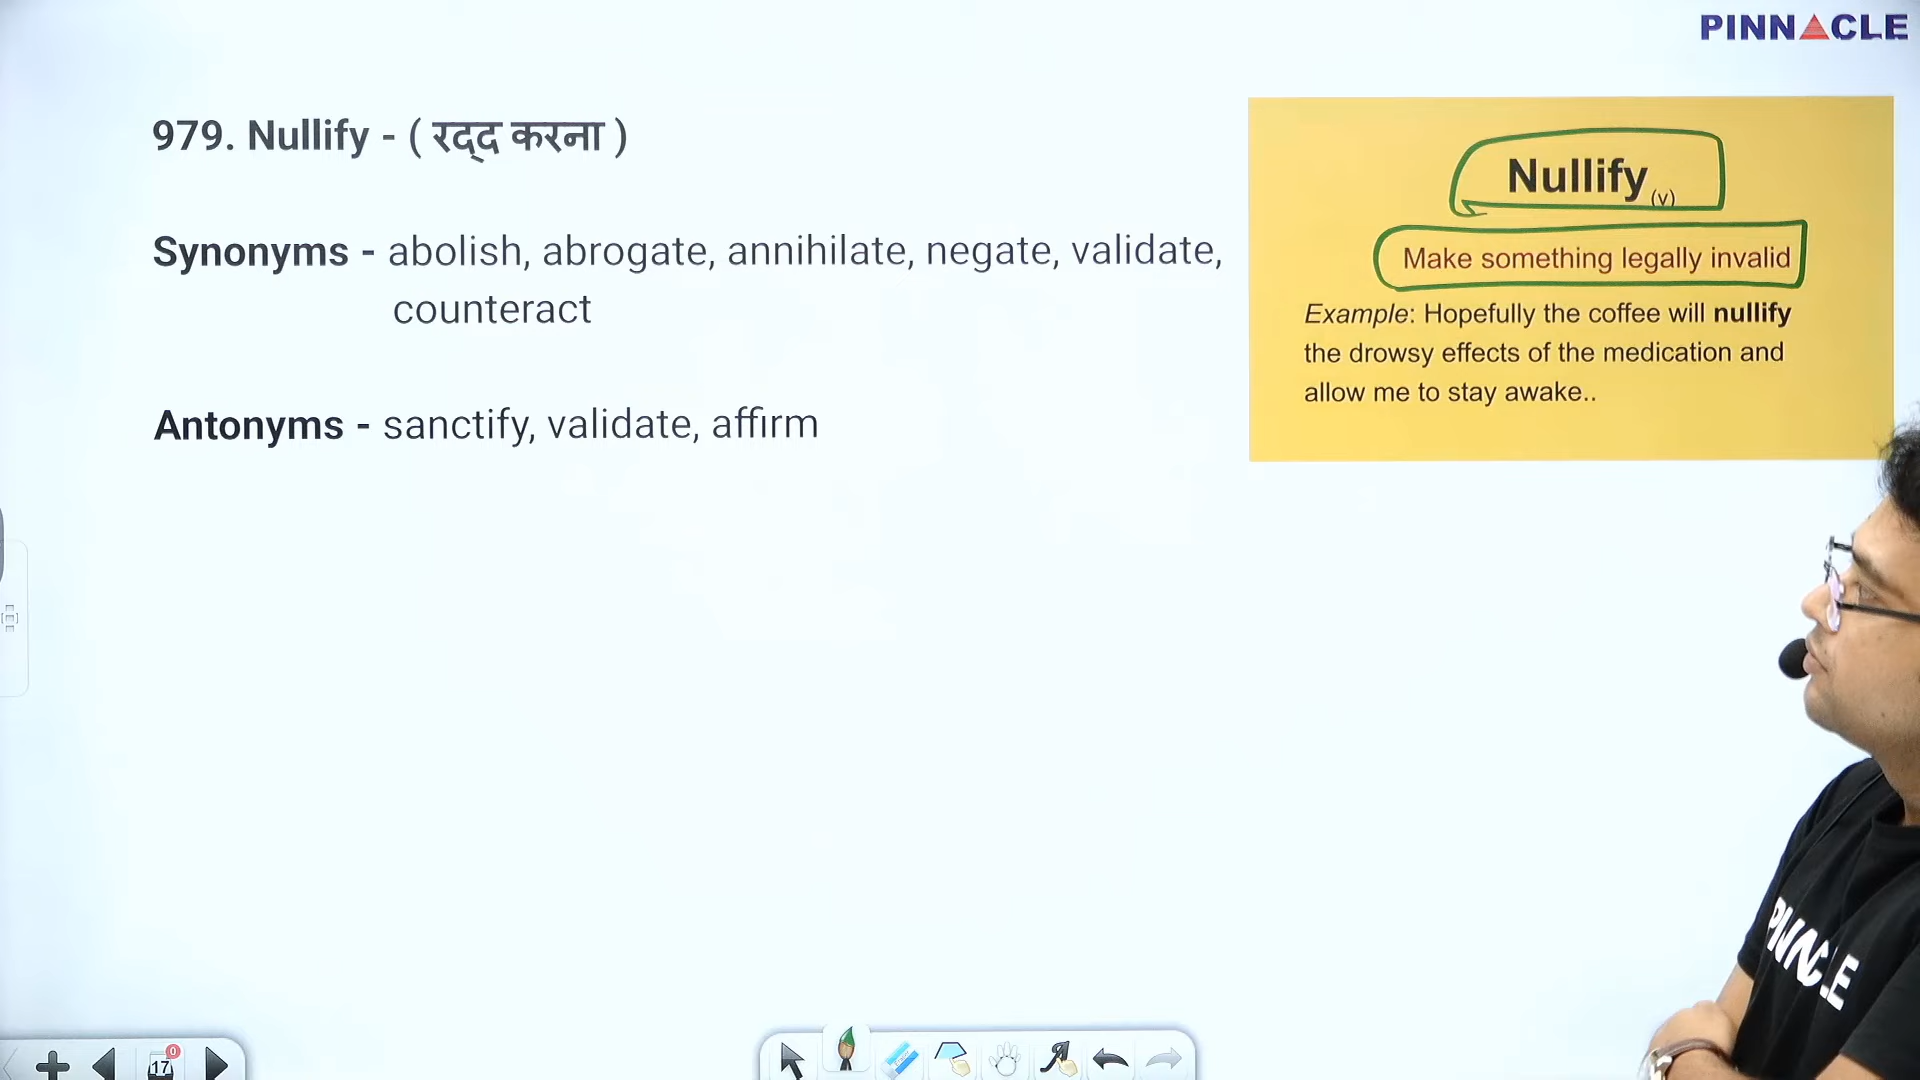 PINNACLE
979. Nullify - ( रद्द करना )
Synonyms - abolish, abrogate, annihilate, negate, validate,
counteract
Antonyms - sanctify, validate, affirm
Nullify (v)
Make something legally invalid
Example: Hopefully the coffee will nullify
the drowsy effects of the medication and
allow me to stay awake..
PINNACLE
17
0